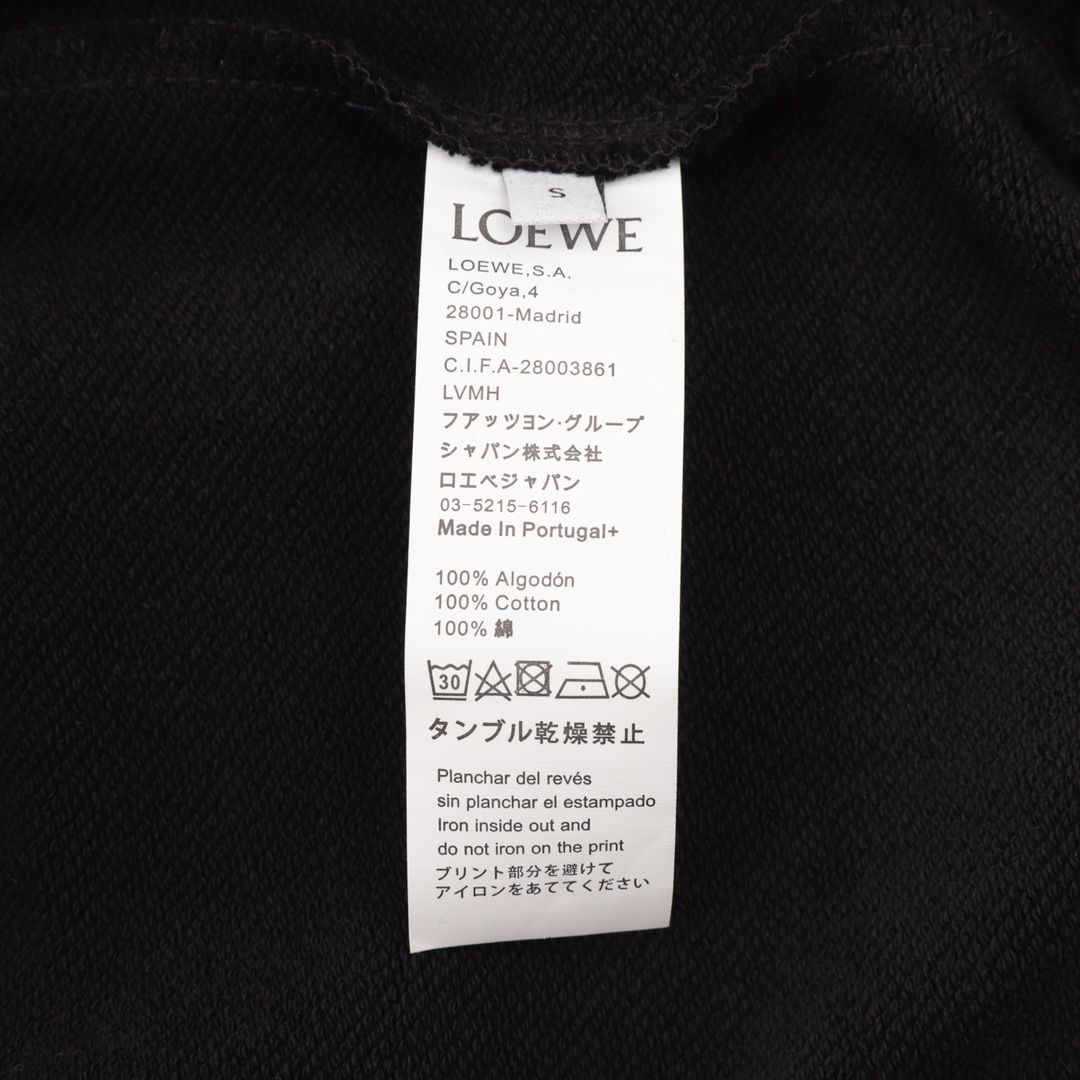 S
LOEWE
LOEWE,S.A.
C/Goya,4
28001-Madrid
SPAIN
C.I.F.A-28003861
LVMH
フアッツヨン·グループ
シャパン株式会社
ロエベジャパン
03-5215-6116
Made In Portugal+
100% Algodón
100% Cotton
100% 綿
30
タンブル乾燥禁止
Planchar del revés
sin planchar el estampado
Iron inside out and
do not iron on the print
プリント部分を避けて
アイロンをあててください